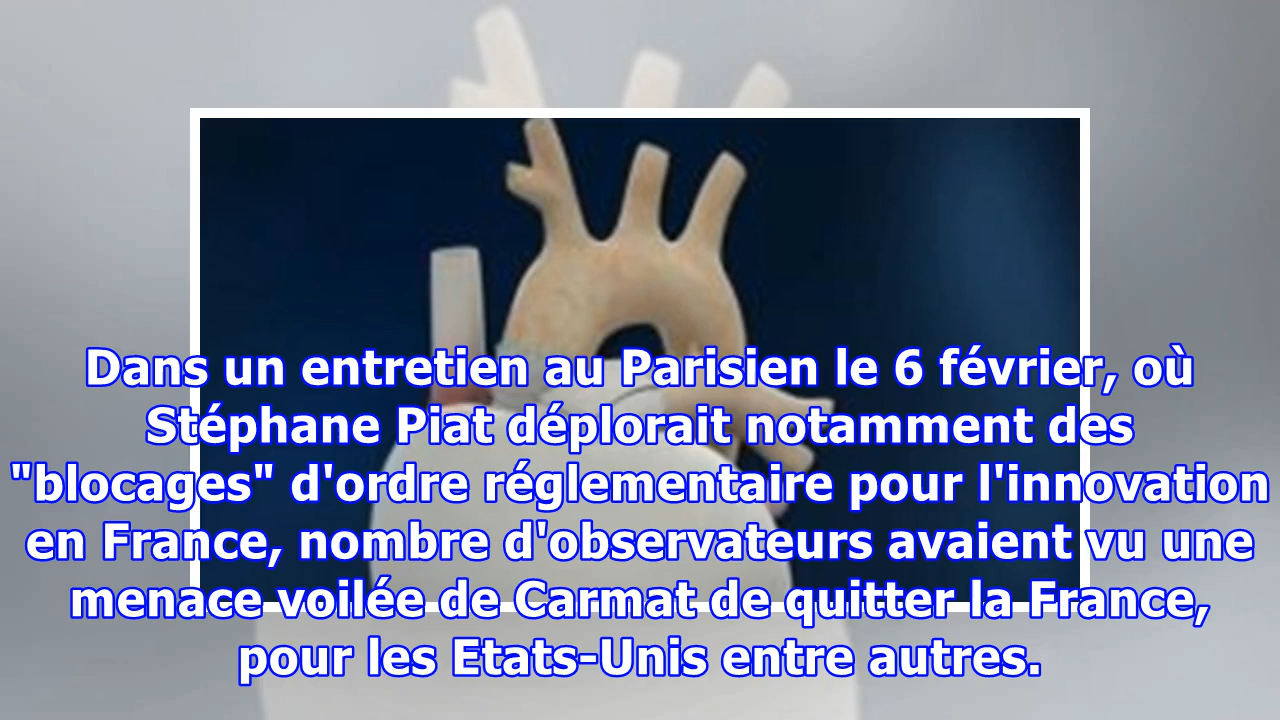 Dans un entretien au Parisien le 6 février, où
Stéphane Piat déplorait notamment des
"blocages" d'ordre réglementaire pour l'innovation
en France, nombre d'observateurs avaient vu une
menace voilée de Carmat de quitter la France,
pour les Etats-Unis entre autres.